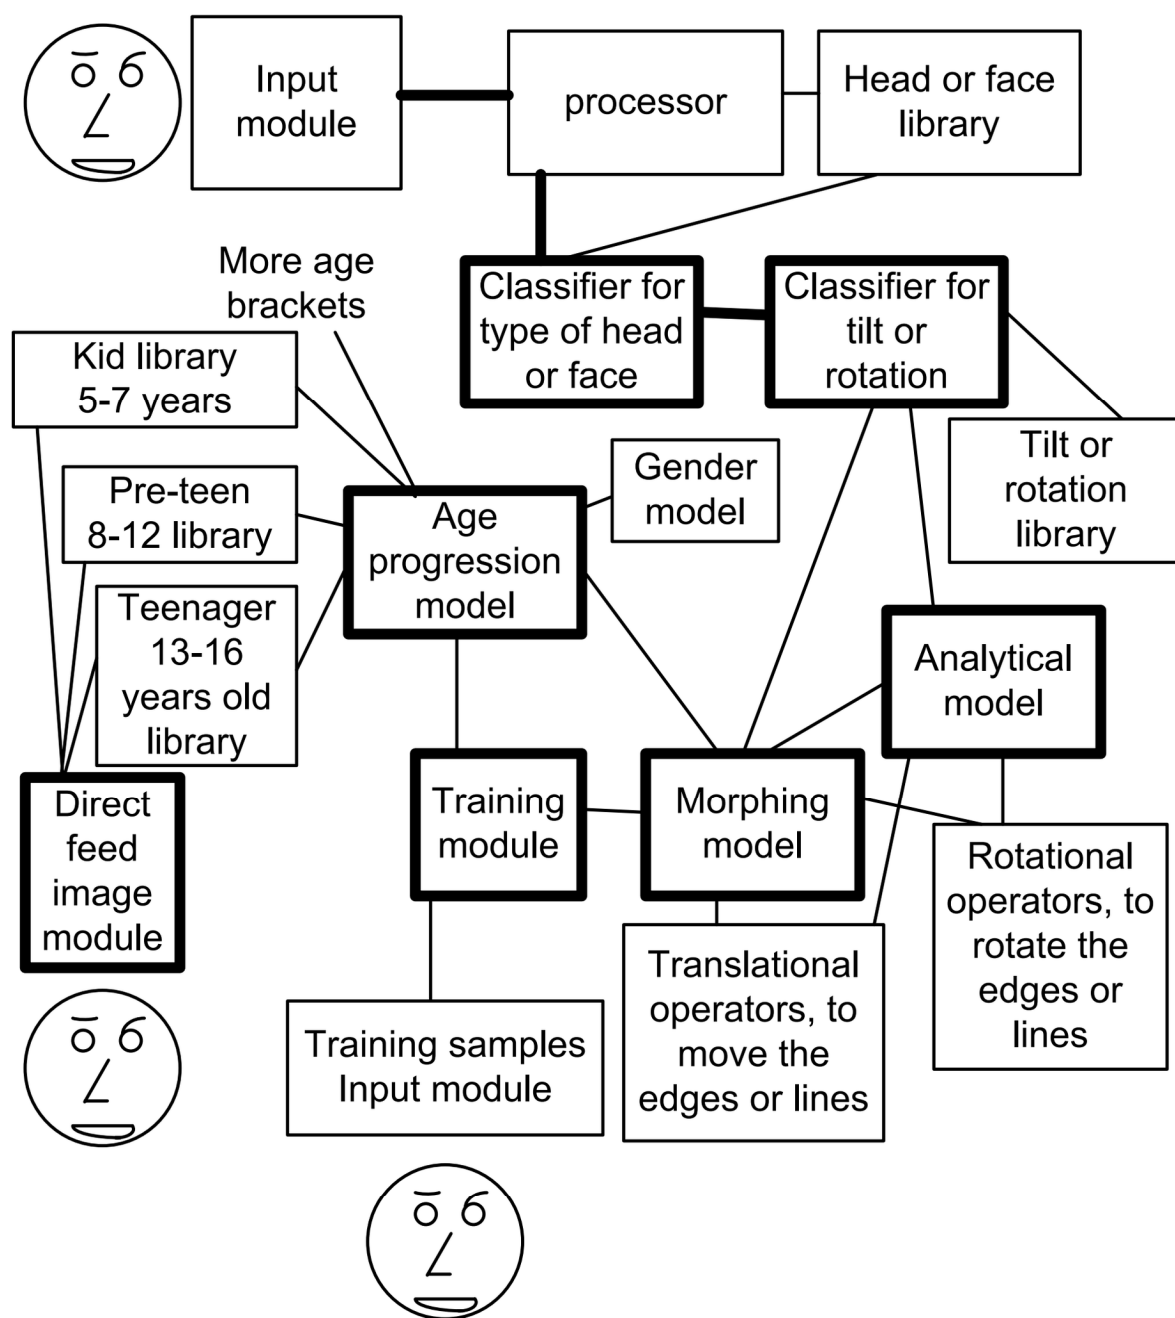 Input
module
processor
Head or face
library
More age
brackets
Classifier for
type of head
or face
Classifier for
tilt or
rotation
Kid library
5-7 years
Tilt or
rotation
library
Gender
model
Pre-teen
8-12 library
Age
progression
model
Teenager
13-16
years old
library
Analytical
model
Direct
feed
image
module
Training
module
Morphing
model
Rotational
operators, to
rotate the
edges or
lines
Translational
operators, to
move the
edges or lines
Training samples
Input module